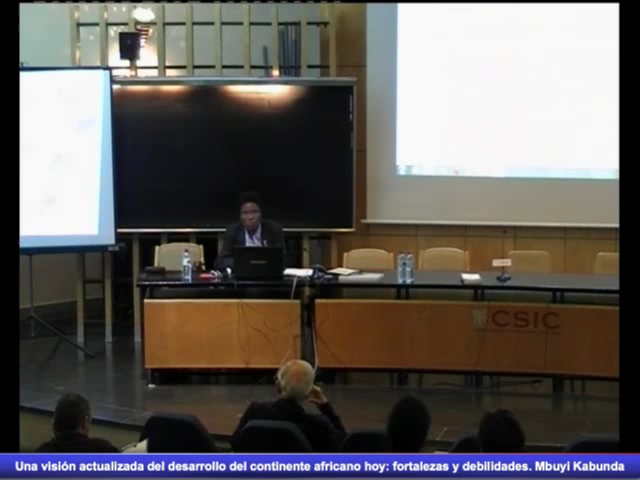 CSIC
Una visión actualizada del desarrollo del continente africano hoy: fortalezas y debilidades. Mbuyi Kabunda